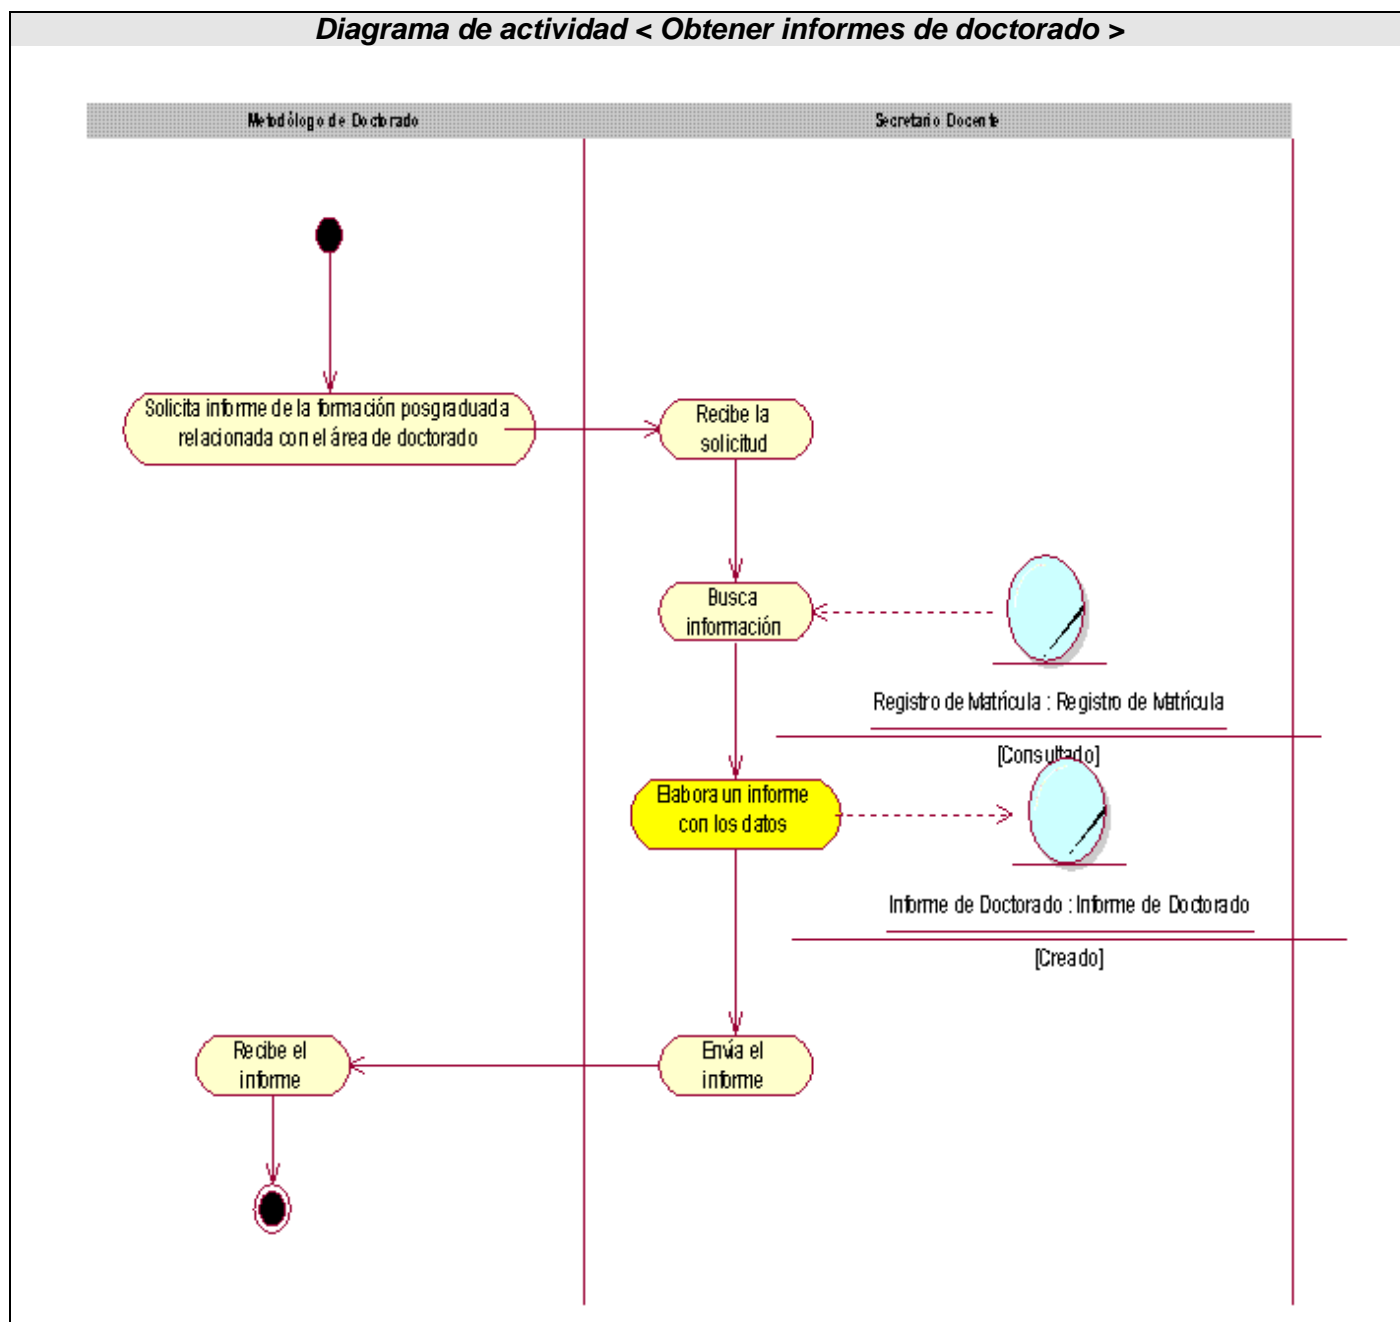 Diagrama de actividad < Obtener informes de doctorado >
Metodólogo de Doctorado
Secretario Docente
Solicita informe de la formación posgraduada
relacionada con el área de doctorado
Recibe la
solicitud
Busca
información
Registro de Matrícula : Registro de Matrícula
[Consultado]
Elabora un informe
con los datos
Informe de Doctorado : Informe de Doctorado
[Creado]
Recibe el
informe
Envía el
informe